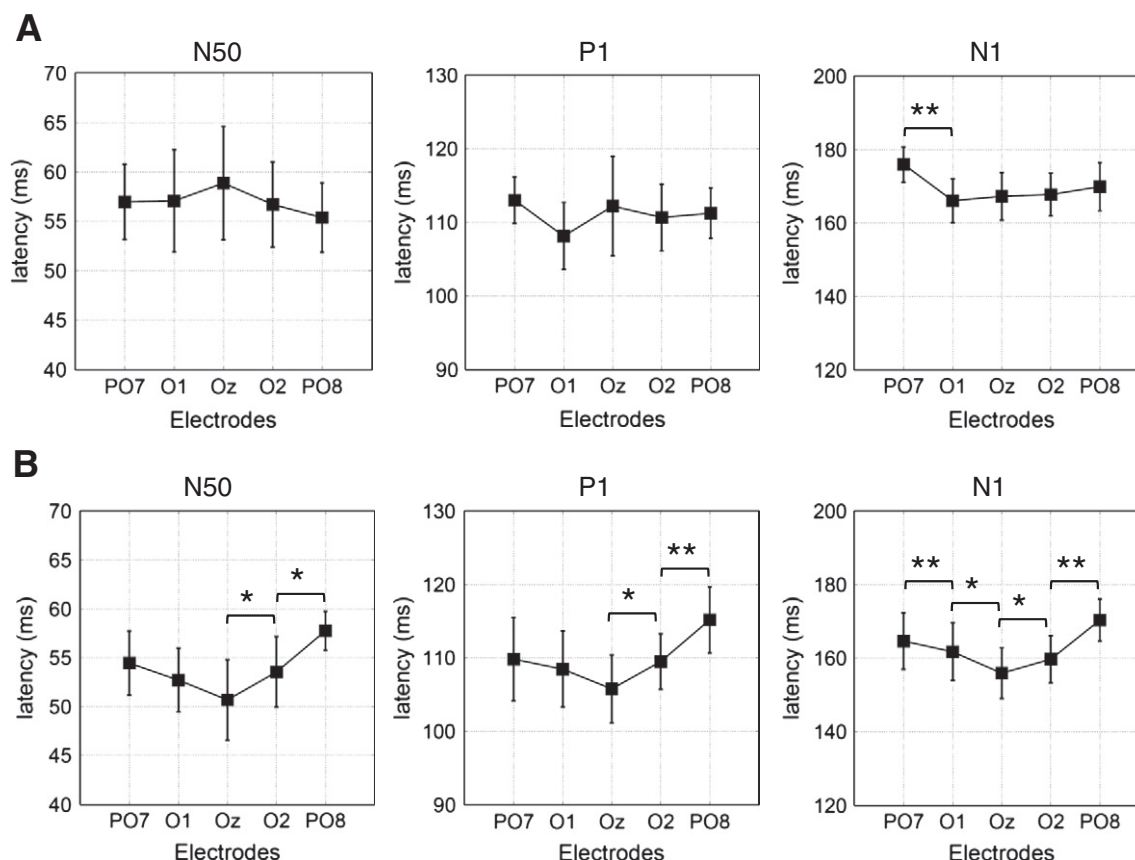 A
N50
P1
N1
latency (ms)
70
65
60
55
50
45
40
PO7 O1 Oz O2 PO8
Electrodes
latency (ms)
130
120
110
100
90
PO7 O1 Oz O2 PO8
Electrodes
latency (ms)
200
180
160
140
120
**
PO7 O1 Oz O2 PO8
Electrodes
B
N50
P1
N1
latency (ms)
70
65
60
55
50
45
40
* *
PO7 O1 Oz O2 PO8
Electrodes
latency (ms)
130
120
110
100
90
* **
PO7 O1 Oz O2 PO8
Electrodes
latency (ms)
200
180
160
140
120
** * * **
PO7 O1 Oz O2 PO8
Electrodes